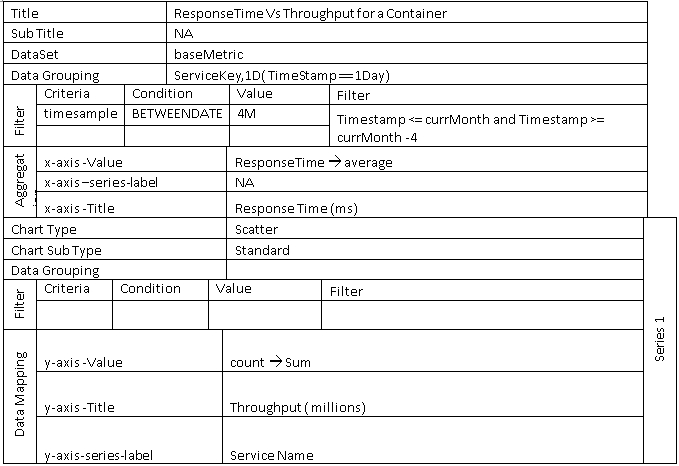 Title ResponseTime Vs Throughput for a Container
Sub Title NA
DataSet baseMetric
Data Grouping ServiceKey,1D( TimeStamp==1Day)
Filter
Criteria Condition Value Filter
timesample BETWEENDATE 4M Timestamp <= currMonth and Timestamp >=
currMonth -4
Aggregat
x-axis -Value ResponseTime → average
x-axis –series-label NA
x-axis -Title Response Time (ms)
Chart Type Scatter
Chart Sub Type Standard
Data Grouping
Filter
Criteria Condition Value Filter
Data Mapping
y-axis -Value count → Sum
y-axis -Title Throughput ( millions)
y-axis-series-label Service Name
Series 1